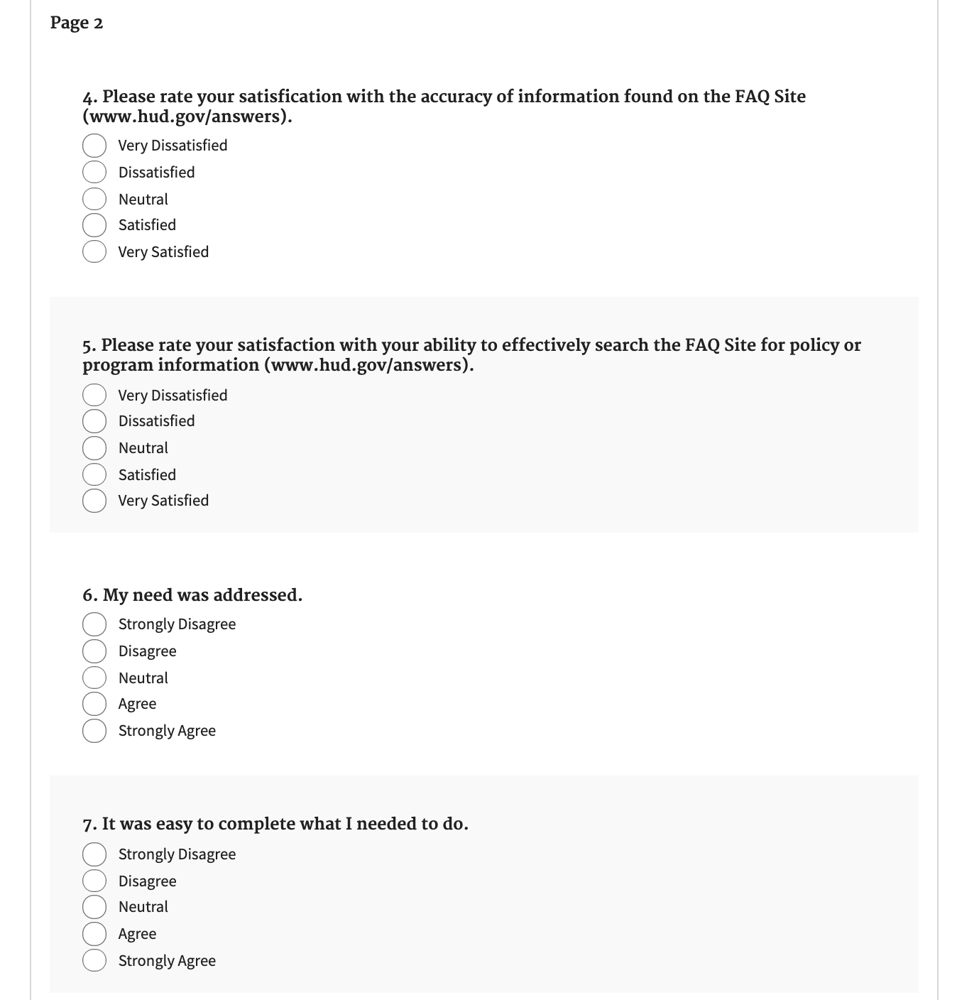 Page 2
4. Please rate your satisfication with the accuracy of information found on the FAQ Site
(www.hud.gov/answers).
Very Dissatisfied
Dissatisfied
Neutral
Satisfied
Very Satisfied
5. Please rate your satisfaction with your ability to effectively search the FAQ Site for policy or
program information (www.hud.gov/answers).
Very Dissatisfied
Dissatisfied
Neutral
Satisfied
Very Satisfied
6. My need was addressed.
Strongly Disagree
Disagree
Neutral
Agree
Strongly Agree
7. It was easy to complete what I needed to do.
Strongly Disagree
Disagree
Neutral
Agree
Strongly Agree